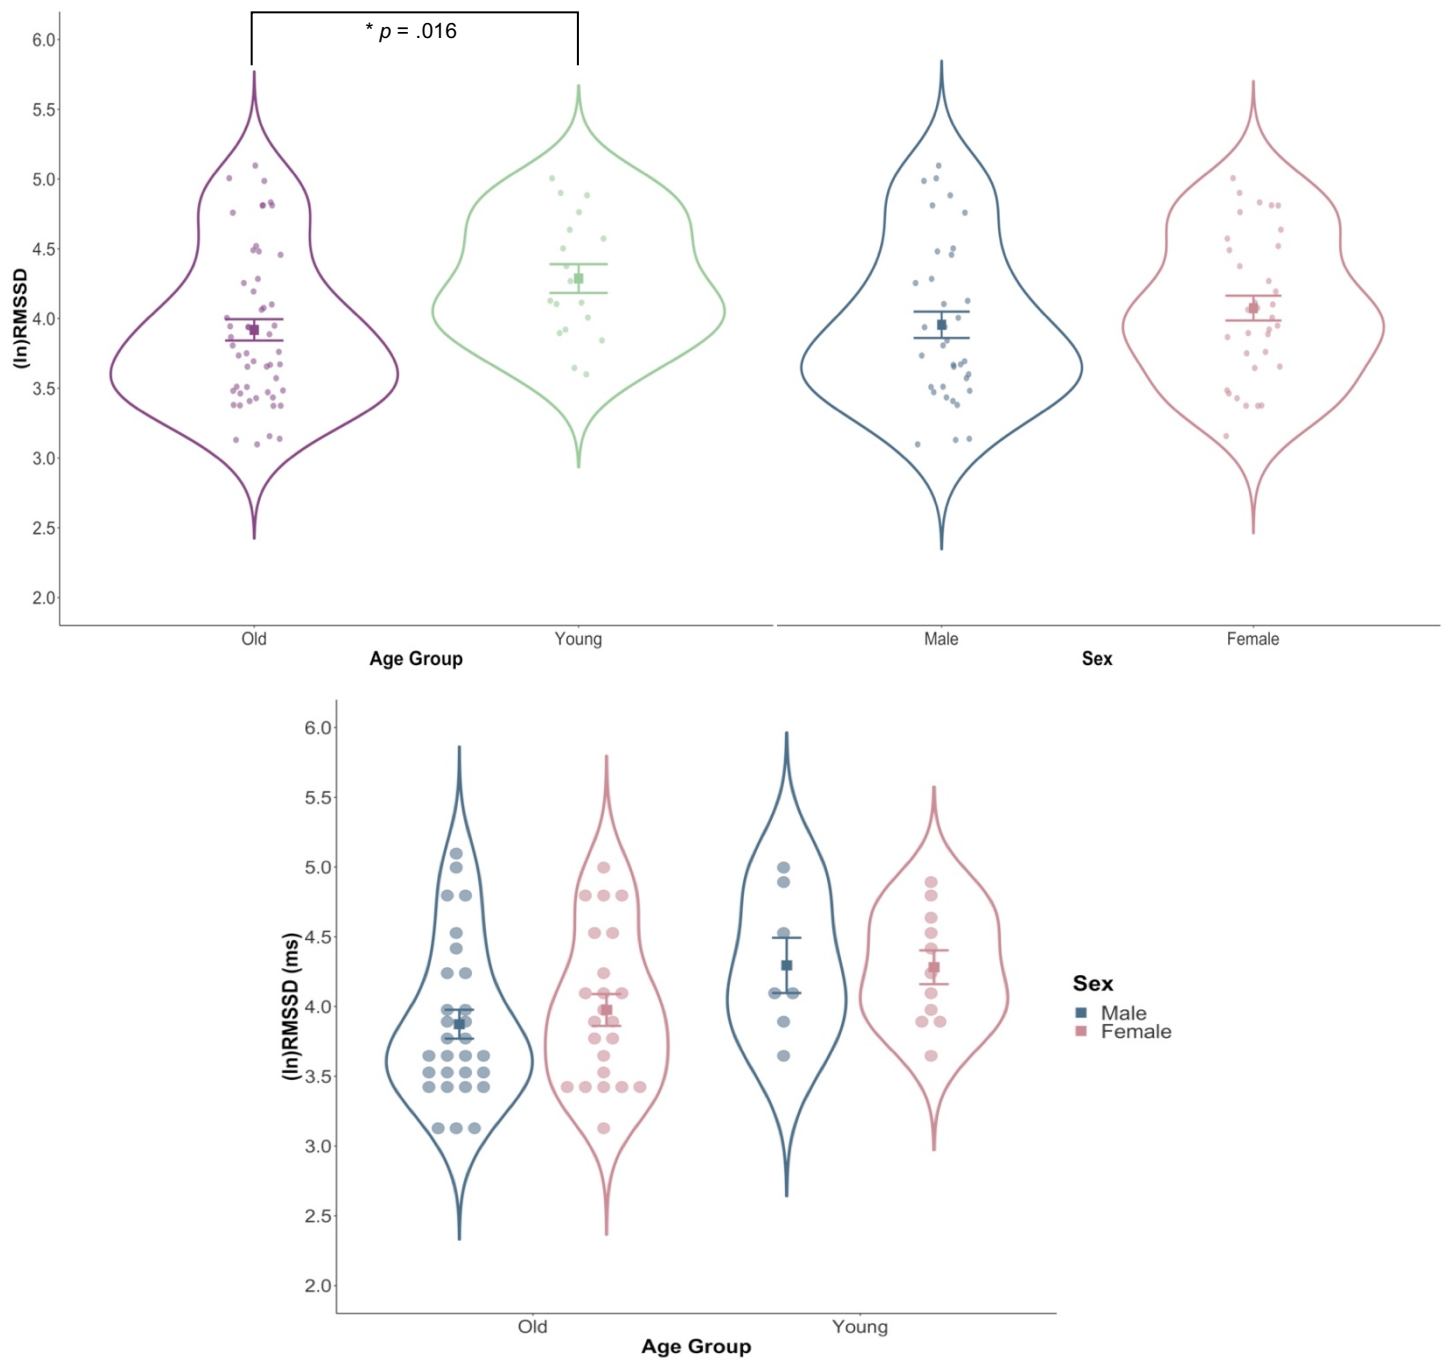 * p = .016
6.0
5.5
5.0
4.5
4.0
3.5
3.0
2.5
2.0
(ln)RMSSD
Old Young Male Female
Age Group Sex
6.0
5.5
5.0
4.5
4.0
3.5
3.0
2.5
2.0
(ln)RMSSD (ms)
Sex
Male
Female
Old Young
Age Group